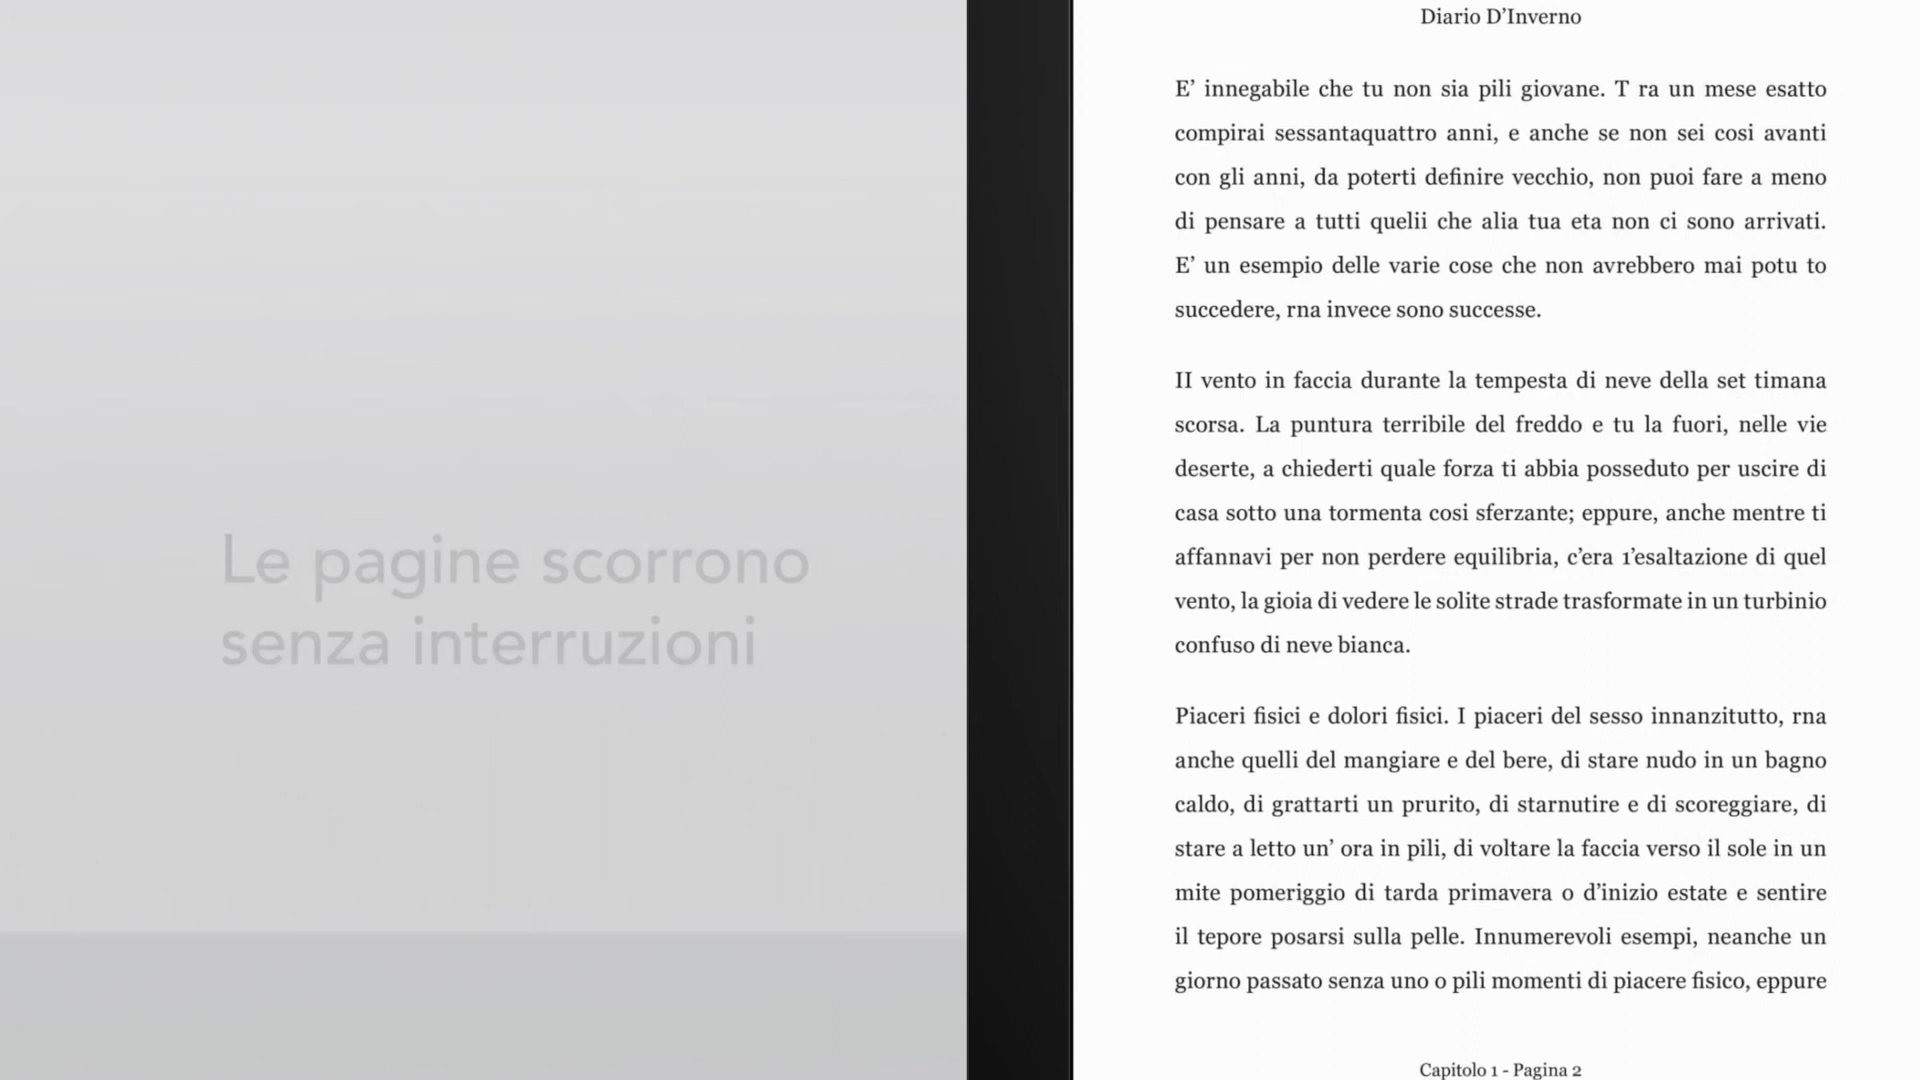 Le pagine scorrono
senza interruzioni
Diario D’Inverno
E’ innegabile che tu non sia pili giovane. T ra un mese esatto
compirai sessantaquattro anni, e anche se non sei cosi avanti
con gli anni, da poterti definire vecchio, non puoi fare a meno
di pensare a tutti quelii che alia tua eta non ci sono arrivati.
E’ un esempio delle varie cose che non avrebbero mai potu to
succedere, rna invece sono successe.
II vento in faccia durante la tempesta di neve della set timana
scorsa. La puntura terribile del freddo e tu la fuori, nelle vie
deserte, a chiederti quale forza ti abbia posseduto per uscire di
casa sotto una tormenta cosi sferzante; eppure, anche mentre ti
affannavi per non perdere equilibria, c’era 1’esaltazione di quel
vento, la gioia di vedere le solite strade trasformate in un turbinio
confuso di neve bianca.
Piaceri fisici e dolori fisici. I piaceri del sesso innanzitutto, rna
anche quelli del mangiare e del bere, di stare nudo in un bagno
caldo, di grattarti un prurito, di starnutire e di scoreggiare, di
stare a letto un’ ora in pili, di voltare la faccia verso il sole in un
mite pomeriggio di tarda primavera o d’inizio estate e sentire
il tepore posarsi sulla pelle. Innumerevoli esempi, neanche un
giorno passato senza uno o pili momenti di piacere fisico, eppure
Capitolo 1 - Pagina 2